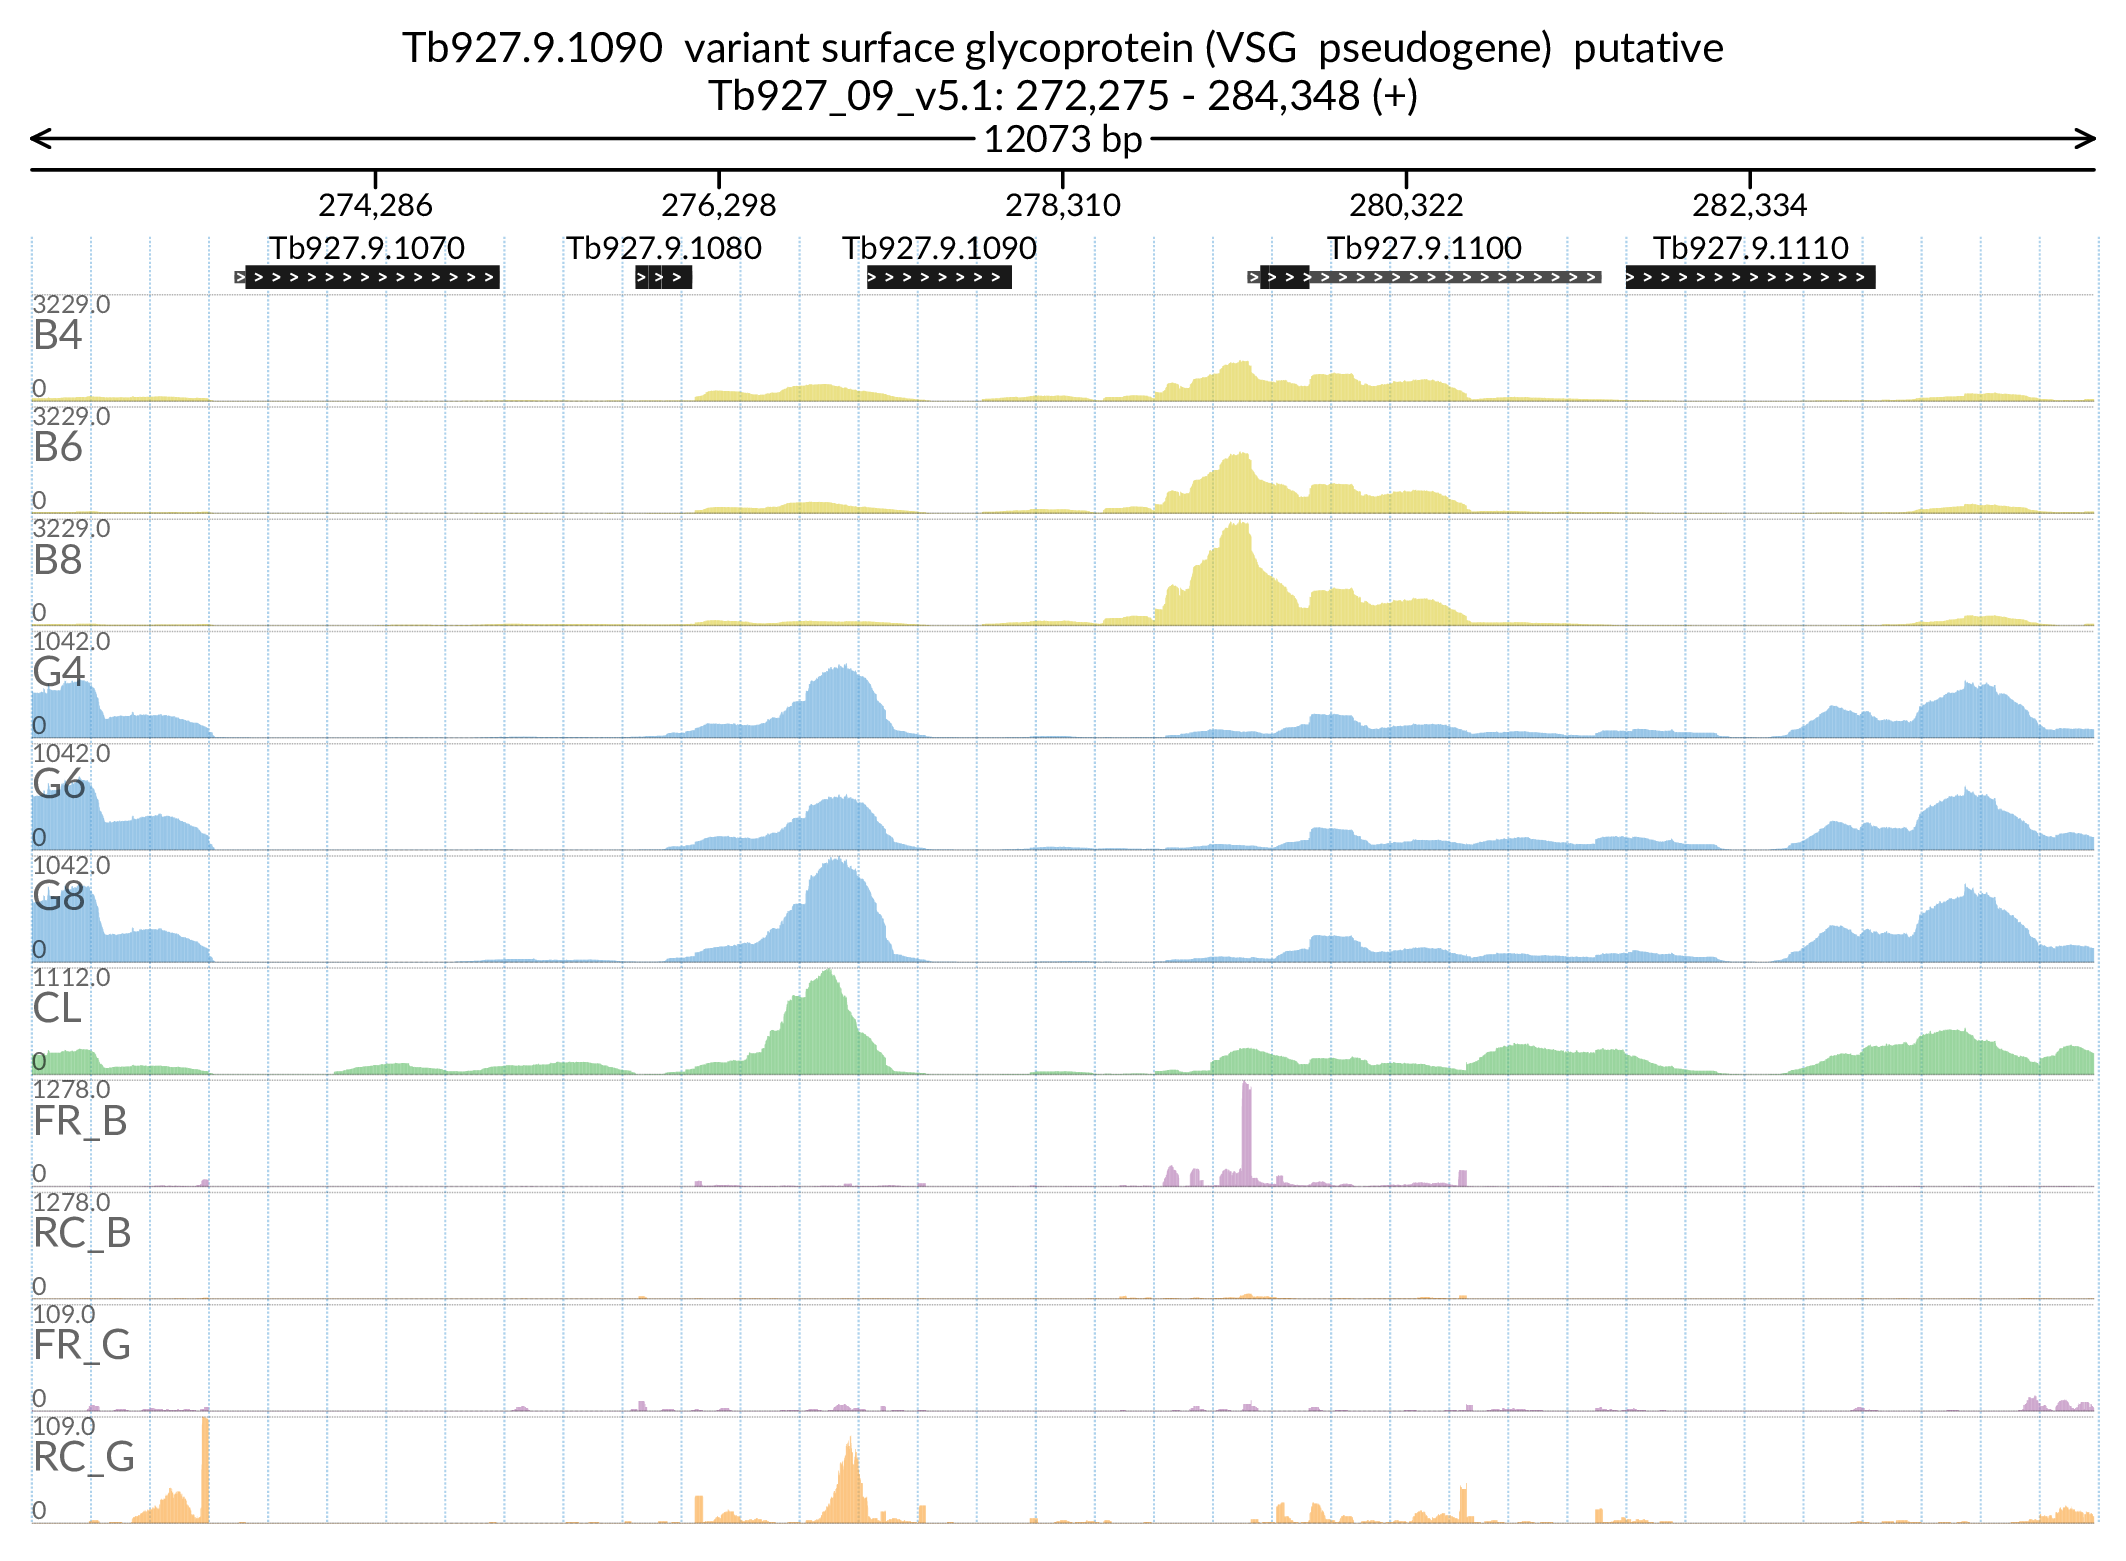 Tb927.9.1090 variant surface glycoprotein (VSG pseudogene) putative
Tb927_09_v5.1: 272,275 - 284,348 (+)
12073 bp
274,286 276,298 278,310 280,322 282,334
Tb927.9.1070 Tb927.9.1080 Tb927.9.1090 Tb927.9.1100 Tb927.9.1110
3229.0
B4
0
3229.0
B6
0
3229.0
B8
0
1042.0
G4
0
1042.0
G6
0
1042.0
G8
0
1112.0
CL
0
1278.0
FR_B
0
1278.0
RC_B
0
109.0
FR_G
0
109.0
RC_G
0